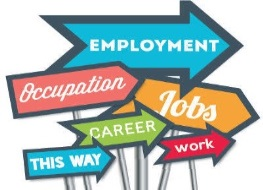 EMPLOYMENT
Occupation
Jobs
CAREER
work
THIS WAY